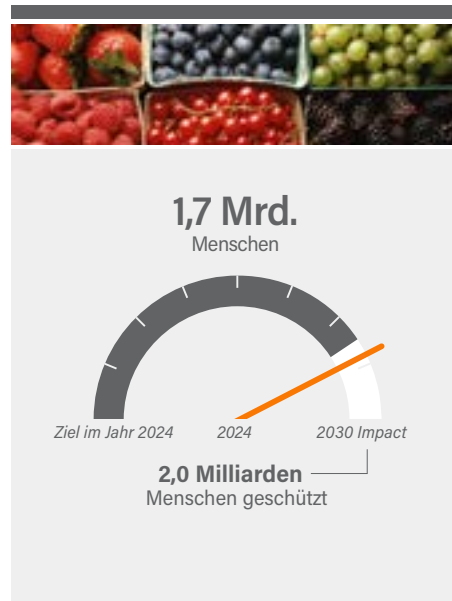 1,7 Mrd.
Menschen
Ziel im Jahr 2024
2024
2030 Impact
2,0 Milliarden
Menschen geschützt